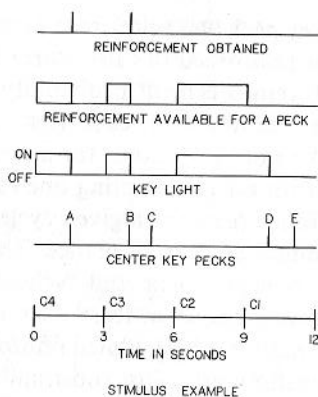 REINFORCEMENT OBTAINED
REINFORCEMENT AVAILABLE FOR A PECK
ON
OFF
KEY LIGHT
A B C D E
CENTER KEY PECKS
C4 C3 C2 C1
0 3 6 9 12
TIME IN SECONDS
STIMULUS EXAMPLE